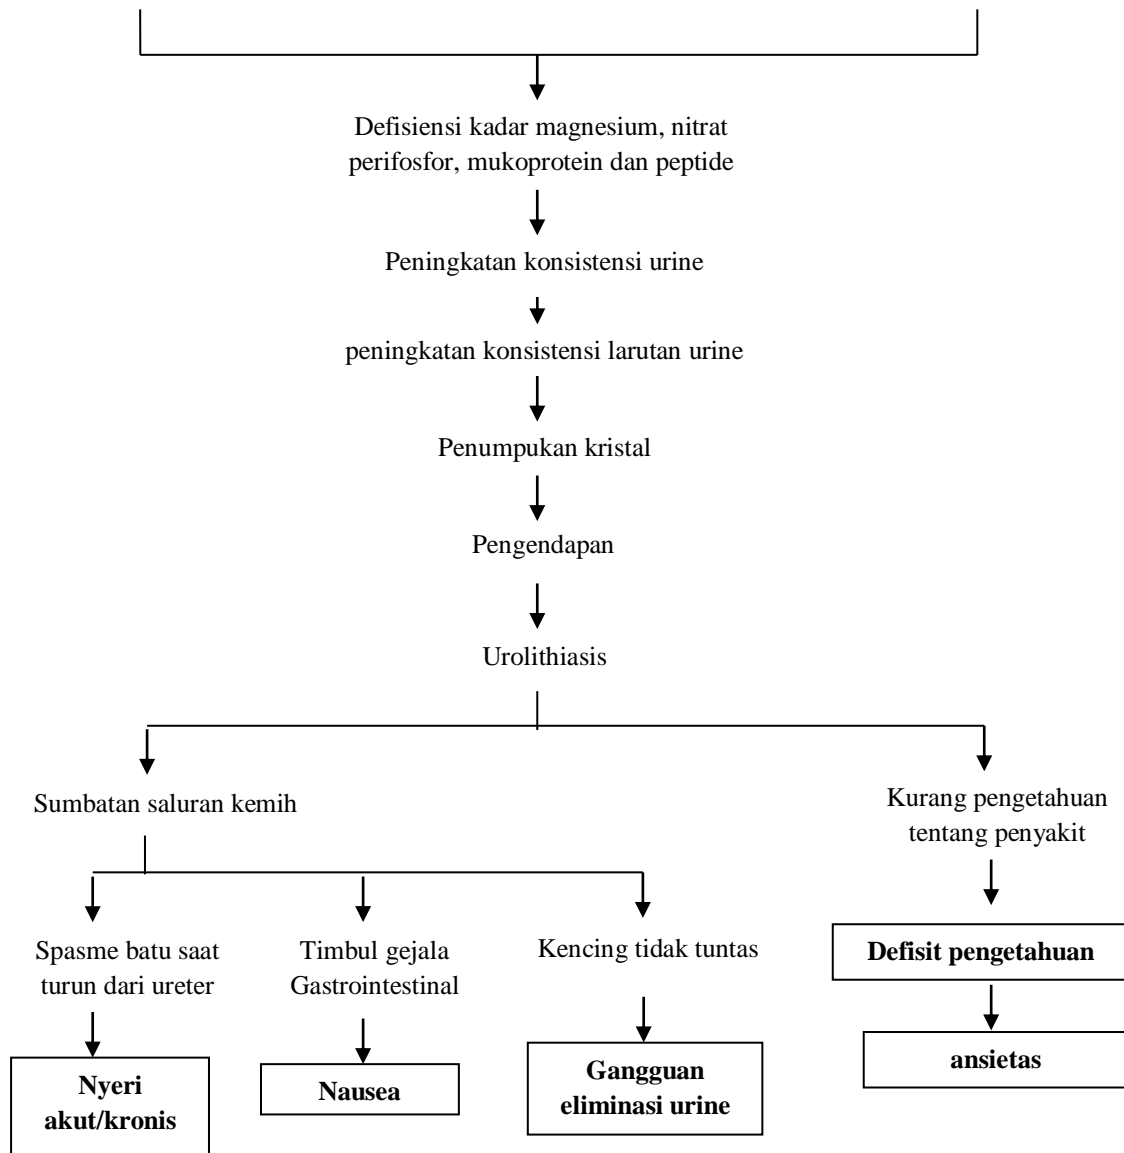 Defisiensi kadar magnesium, nitrat
perifosfor, mukoprotein dan peptide
Peningkatan konsistensi urine
peningkatan konsistensi larutan urine
Penumpukan kristal
Pengendapan
Urolithiasis
Sumbatan saluran kemih
Kurang pengetahuan
tentang penyakit
Spasme batu saat
turun dari ureter
Timbul gejala
Gastrointestinal
Kencing tidak tuntas
Defisit pengetahuan
Nyeri
akut/kronis
Nausea
Gangguan
eliminasi urine
ansietas